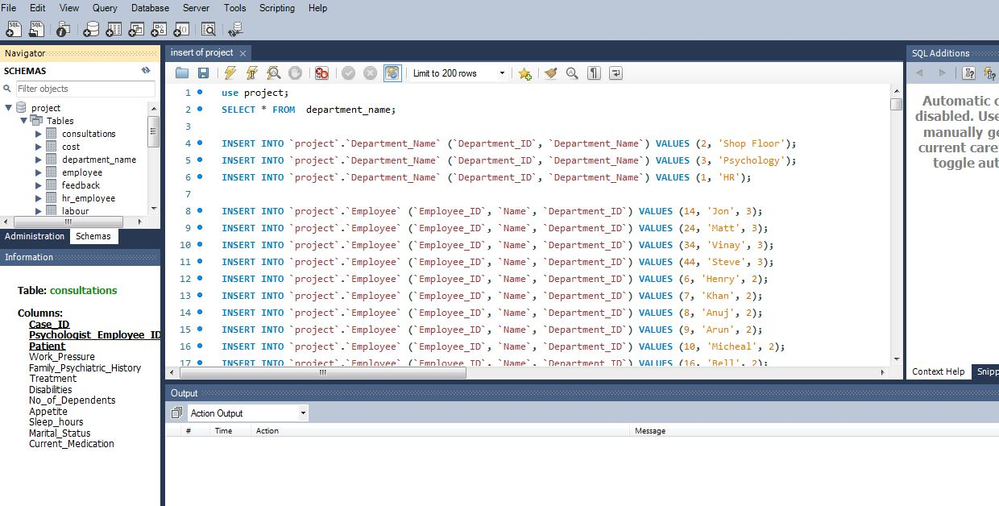 File Edit View Query Database Server Tools Scripting Help
Navigator
SCHEMAS
Filter objects
project
Tables
consultations
cost
department_name
employee
feedback
hr_employee
labour
Administration Schemas
Information
Table: consultations
Columns:
Case_ID
Psychologist_Employee_ID
Patient
Work_Pressure
Family_Psychiatric_History
Treatment
Disabilities
No_of_Dependents
Appetite
Sleep_hours
Marital_Status
Current_Medication
insert of project
Limit to 200 rows
1 use project;
2 SELECT * FROM  department_name;
3
4 INSERT INTO `project`.`Department_Name` (`Department_ID`, `Department_Name`) VALUES (2, 'Shop Floor');
5 INSERT INTO `project`.`Department_Name` (`Department_ID`, `Department_Name`) VALUES (3, 'Psychology');
6 INSERT INTO `project`.`Department_Name` (`Department_ID`, `Department_Name`) VALUES (1, 'HR');
7
8 INSERT INTO `project`.`Employee` (`Employee_ID`, `Name`, `Department_ID`) VALUES (14, 'Jon', 3);
9 INSERT INTO `project`.`Employee` (`Employee_ID`, `Name`, `Department_ID`) VALUES (24, 'Matt', 3);
10 INSERT INTO `project`.`Employee` (`Employee_ID`, `Name`, `Department_ID`) VALUES (34, 'Vinay', 3);
11 INSERT INTO `project`.`Employee` (`Employee_ID`, `Name`, `Department_ID`) VALUES (44, 'Steve', 3);
12 INSERT INTO `project`.`Employee` (`Employee_ID`, `Name`, `Department_ID`) VALUES (6, 'Henry', 2);
13 INSERT INTO `project`.`Employee` (`Employee_ID`, `Name`, `Department_ID`) VALUES (7, 'Khan', 2);
14 INSERT INTO `project`.`Employee` (`Employee_ID`, `Name`, `Department_ID`) VALUES (8, 'Anuj', 2);
15 INSERT INTO `project`.`Employee` (`Employee_ID`, `Name`, `Department_ID`) VALUES (9, 'Arun', 2);
16 INSERT INTO `project`.`Employee` (`Employee_ID`, `Name`, `Department_ID`) VALUES (10, 'Micheal', 2);
17 INSERT INTO `project`.`Employee` (`Employee_ID`, `Name`, `Department_ID`) VALUES (16, 'Bell', 2);
Output
Action Output
# Time Action Message
SQL Additions
Automatic c
disabled. Use
manually ge
current care
toggle aut
Context Help Snipp